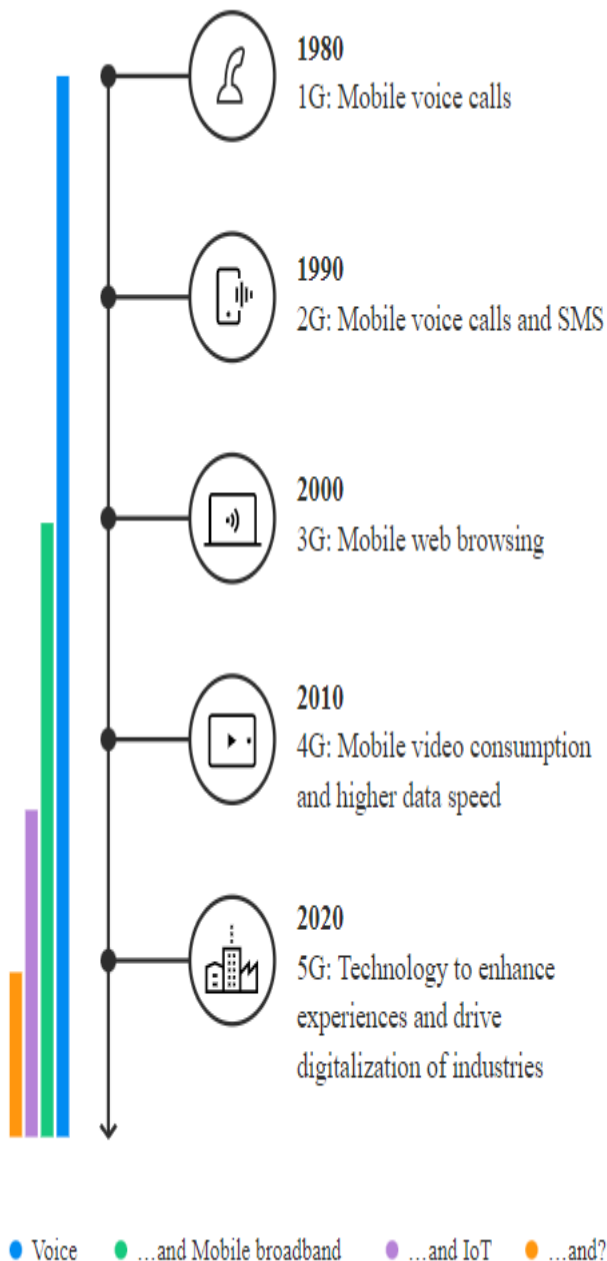 1980
1G: Mobile voice calls
1990
2G: Mobile voice calls and SMS
2000
3G: Mobile web browsing
2010
4G: Mobile video consumption
and higher data speed
2020
5G: Technology to enhance
experiences and drive
digitalization of industries
Voice …and Mobile broadband …and IoT …and?